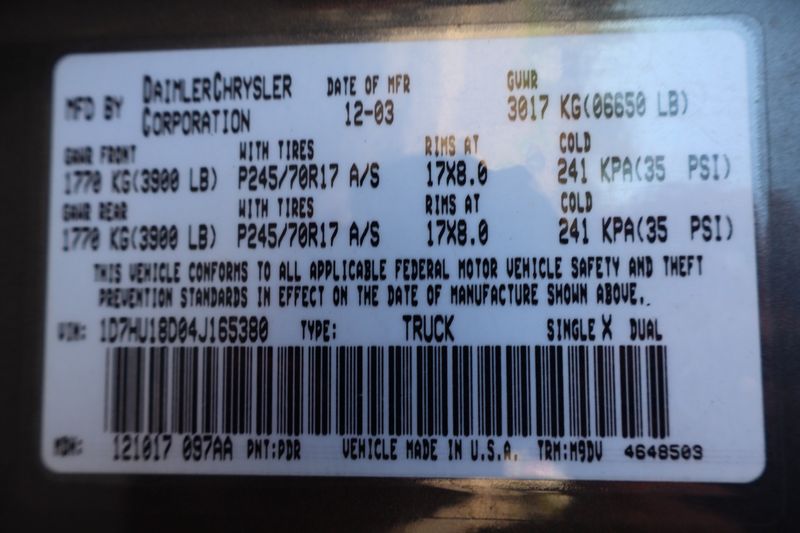 MFD BY DAIMLERCHRYSLER CORPORATION DATE OF MFR 12-03 GVWR 3017 KG(06650 LB)
GAWR FRONT WITH TIRES RIMS AT COLD
1770 KG(3900 LB) P245/70R17 A/S 17X8.0 241 KPA(35 PSI)
GAWR REAR WITH TIRES RIMS AT COLD
1770 KG(3900 LB) P245/70R17 A/S 17X8.0 241 KPA(35 PSI)
THIS VEHICLE CONFORMS TO ALL APPLICABLE FEDERAL MOTOR VEHICLE SAFETY AND THEFT
PREVENTION STANDARDS IN EFFECT ON THE DATE OF MANUFACTURE SHOWN ABOVE.
VIN: 1D7HU18D04J165380 TYPE: TRUCK SINGLE X DUAL
MDH: 121017 097AA PNT:PDR VEHICLE MADE IN U.S.A. TRM:M9DV 4648503